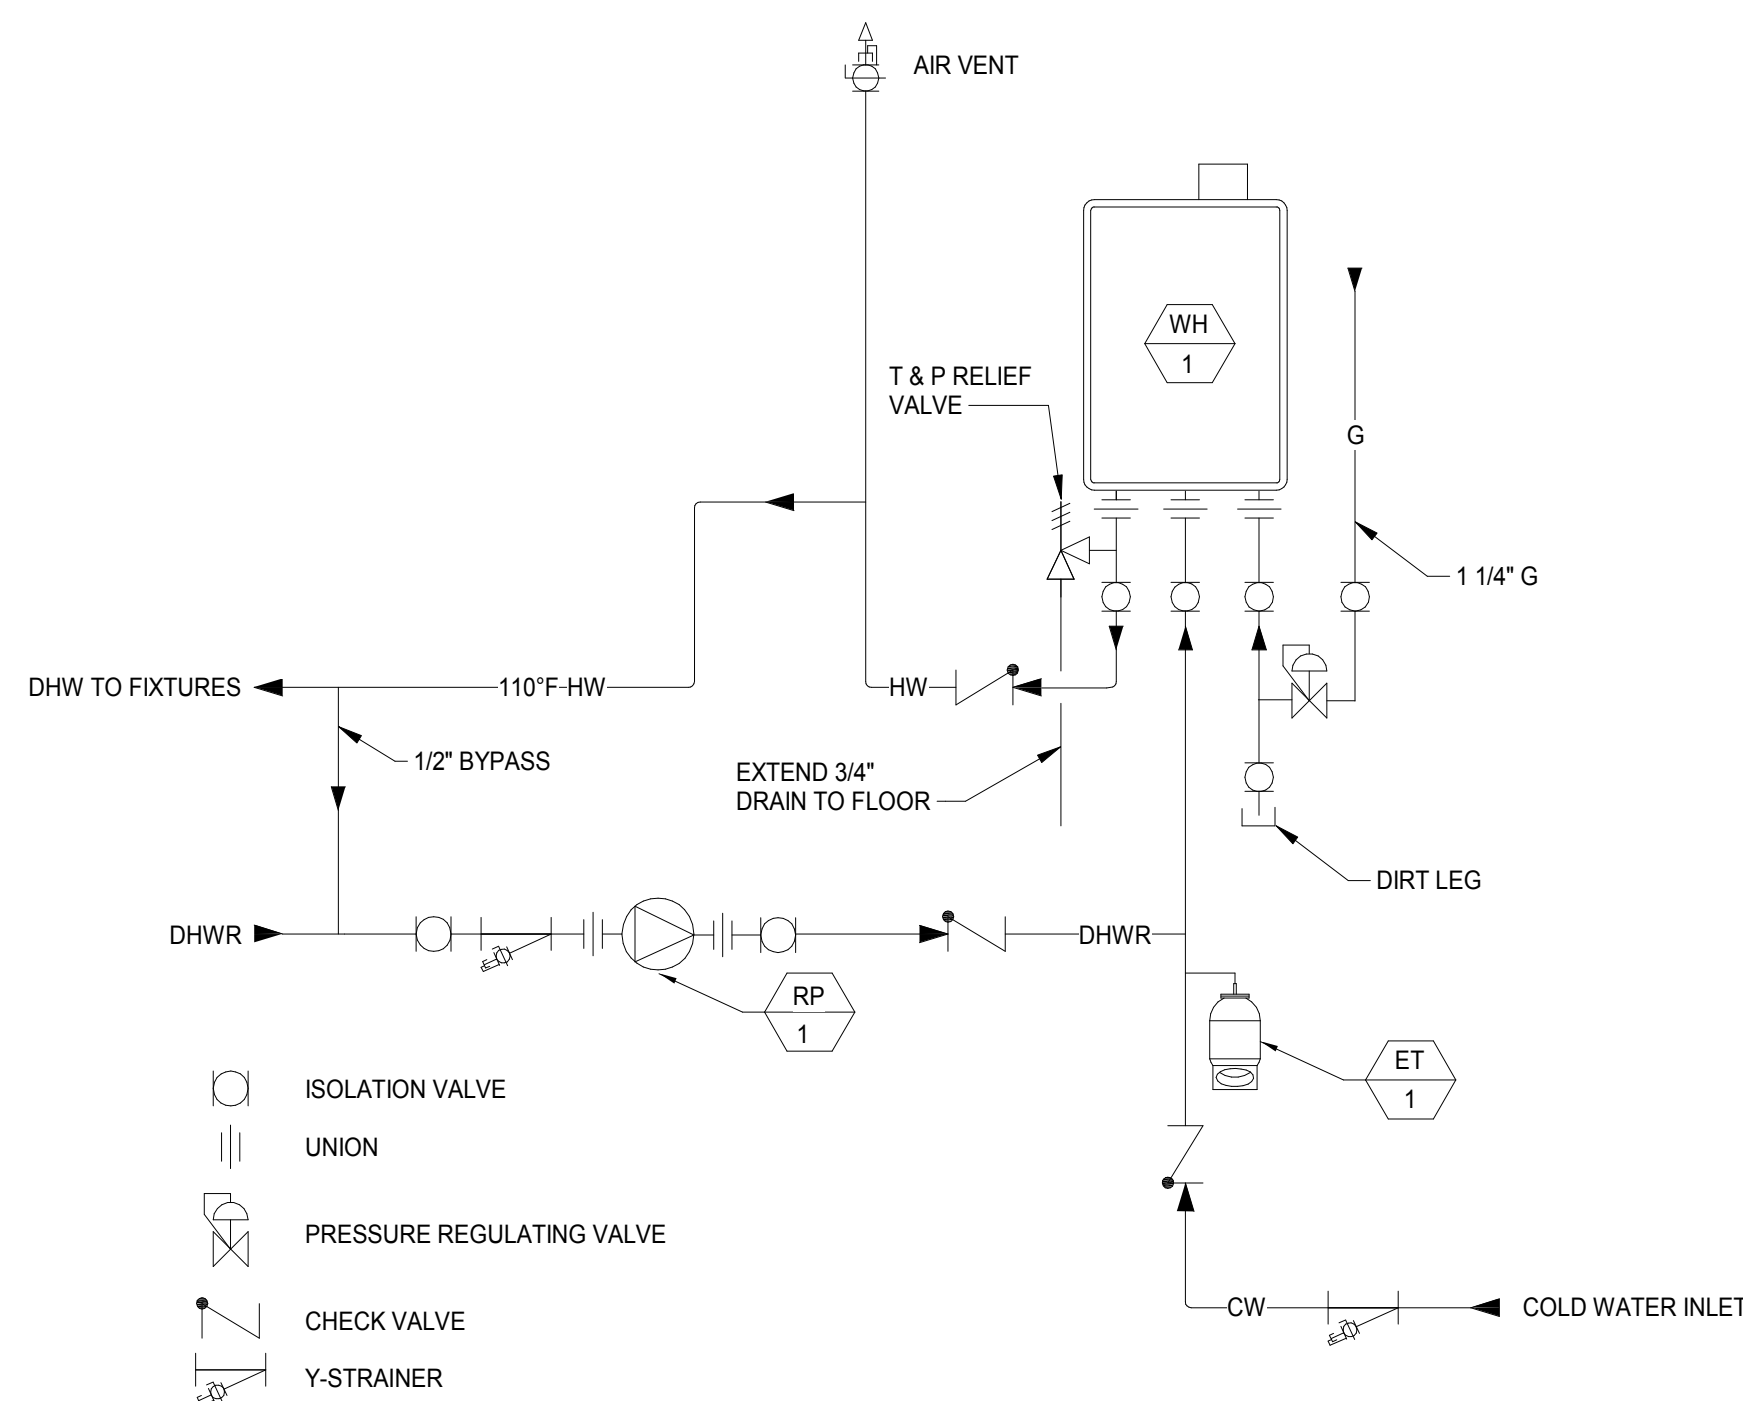 AIR VENT
WH
1
T & P RELIEF
VALVE
G
1 1/4" G
DHW TO FIXTURES
110°F HW
HW
1/2" BYPASS
EXTEND 3/4"
DRAIN TO FLOOR
DIRT LEG
DHWR
DHWR
RP
1
ET
1
ISOLATION VALVE
UNION
PRESSURE REGULATING VALVE
CHECK VALVE
CW
COLD WATER INLET
Y-STRAINER